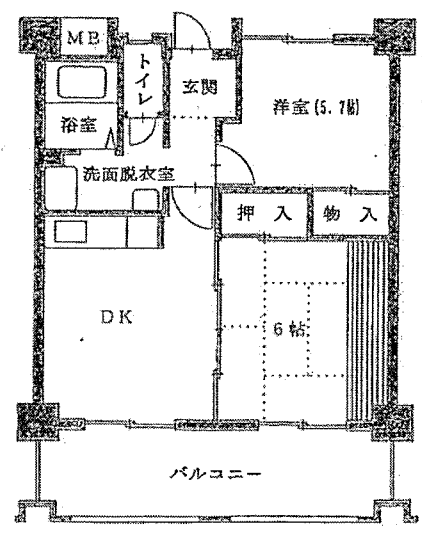 MB
トイレ
玄関
浴室
洋室(5.7帖)
洗面脱衣室
押入
物入
DK
6帖
バルコニー